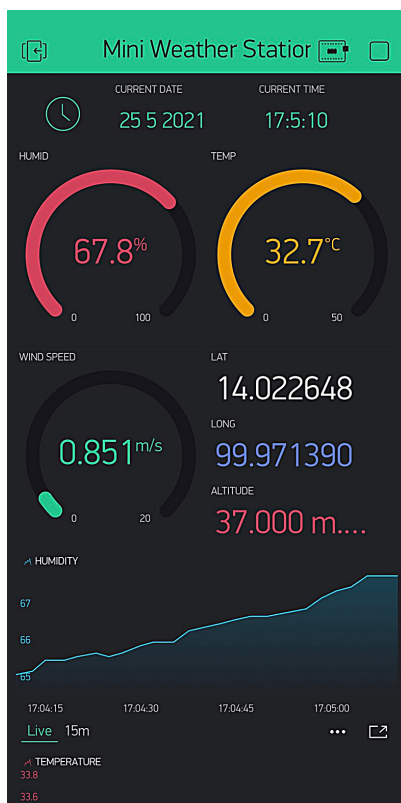 Mini Weather Statior
CURRENT DATE CURRENT TIME
25 5 2021 17:5:10
HUMID TEMP
67.8% 32.7°C
0 100 0 50
WIND SPEED LAT
14.022648
LONG
0.851m/s 99.971390
ALTITUDE
0 20 37.000 m....
HUMIDITY
67
66
65
17:04:15 17:04:30 17:04:45 17:05:00
Live 15m
TEMPERATURE
33.8
33.6